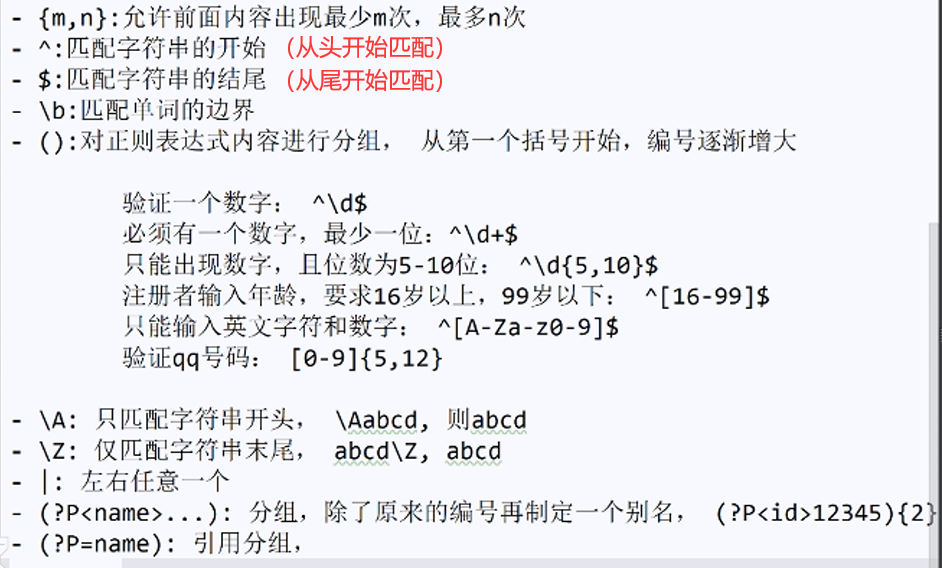 - {m,n}:允许前面内容出现最少m次，最多n次
- ^:匹配字符串的开始 （从头开始匹配）
- $:匹配字符串的结尾 （从尾开始匹配）
- \b:匹配单词的边界
- ():对正则表达式内容进行分组， 从第一个括号开始，编号逐渐增大
验证一个数字： ^\d$
必须有一个数字，最少一位：^\d+$
只能出现数字，且位数为5-10位： ^\d{5,10}$
注册者输入年龄，要求16岁以上，99岁以下： ^[16-99]$
只能输入英文字符和数字： ^[A-Za-z0-9]$
验证qq号码： [0-9]{5,12}
- \A: 只匹配字符串开头， \Aabcd, 则abcd
- \Z: 仅匹配字符串末尾， abcd\Z, abcd
- |: 左右任意一个
- (?P<name>...): 分组，除了原来的编号再制定一个别名， (?P<id>12345){2}
- (?P=name): 引用分组，